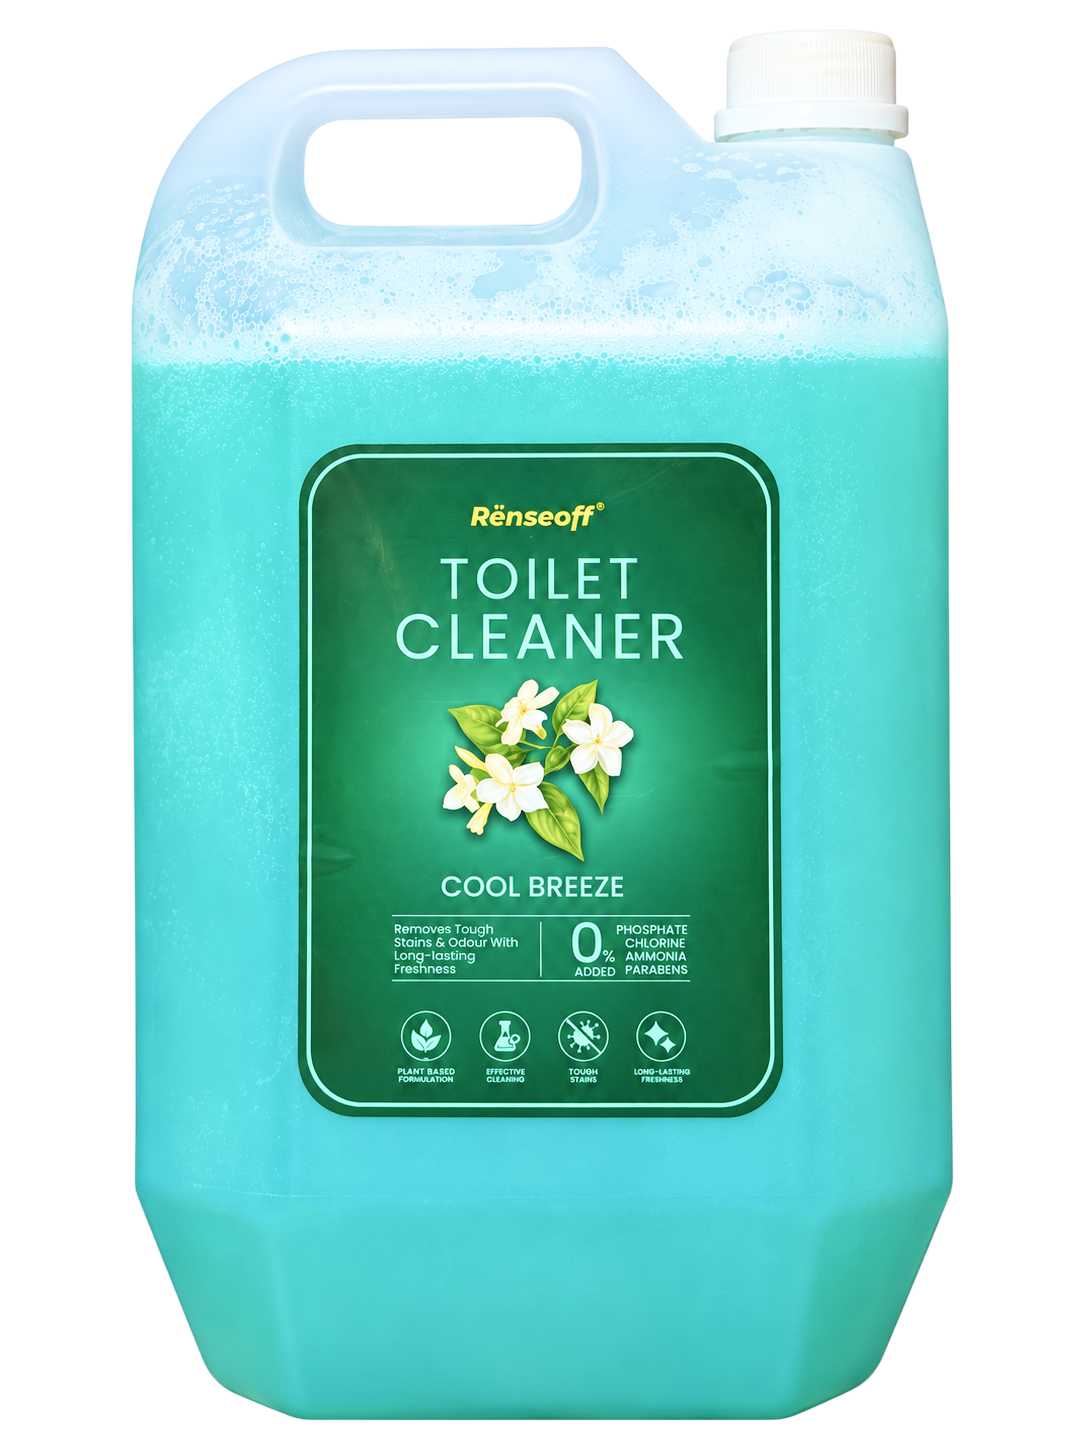 Rënseoff®
TOILET
CLEANER
COOL BREEZE
Removes Tough
Stains & Odour With
Long-lasting
Freshness
0%
ADDED
PHOSPHATE
CHLORINE
AMMONIA
PARABENS
PLANT BASED
FORMULATION
EFFECTIVE
CLEANING
TOUGH
STAINS
LONG-LASTING
FRESHNESS